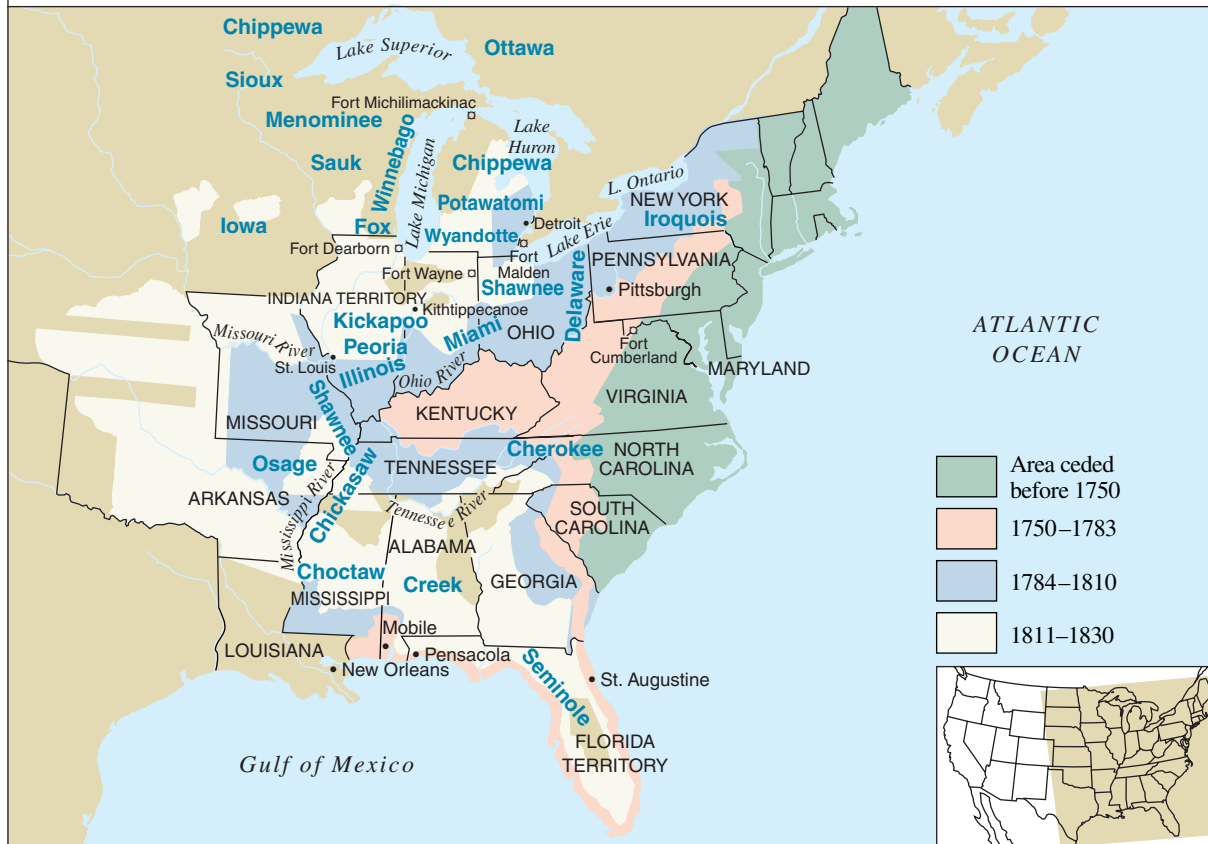 Chippewa
Lake Superior
Ottawa
Sioux
Fort Michilimackinac
Menominee
Winnebago
Lake
Huron
Sauk
Lake Michigan
Chippewa
L. Ontario
Potawatomi
NEW YORK
Iroquois
Iowa
Fox
Wyandotte
Detroit
Lake Erie
Fort Dearborn
Fort
Malden
PENNSYLVANIA
Fort Wayne
Shawnee
Delaware
Pittsburgh
INDIANA TERRITORY
Kithtippecanoe
Kickapoo
Miami
OHIO
Missouri River
Peoria
Fort
Cumberland
ATLANTIC
OCEAN
St. Louis
Illinois
Ohio River
MARYLAND
Shawnee
KENTUCKY
VIRGINIA
MISSOURI
Cherokee
NORTH
CAROLINA
Osage
TENNESSEE
Chickasaw
ARKANSAS
Mississippi River
Tennessee River
SOUTH
CAROLINA
ALABAMA
Choctaw
Creek
GEORGIA
MISSISSIPPI
Mobile
LOUISIANA
New Orleans
Pensacola
Seminole
St. Augustine
FLORIDA
TERRITORY
Gulf of Mexico
Area ceded
before 1750
1750–1783
1784–1810
1811–1830